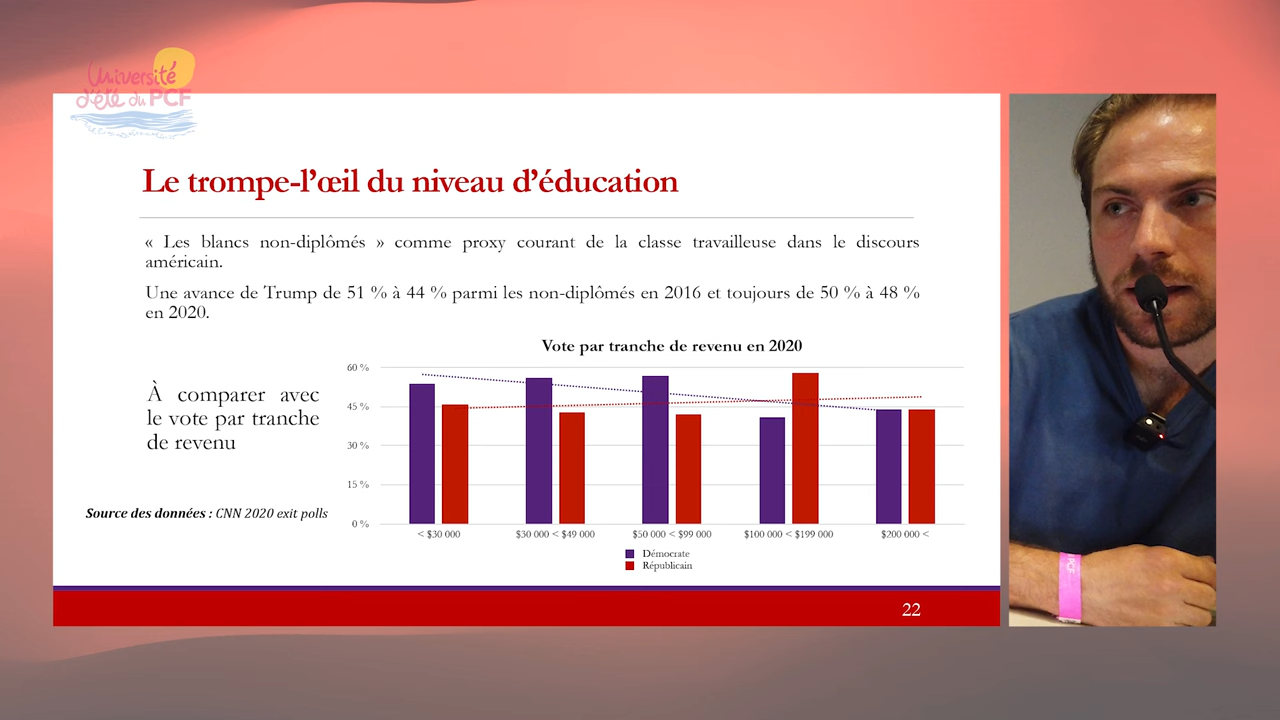 Université
d'été du PCF
Le trompe-l'œil du niveau d'éducation
« Les blancs non-diplômés » comme proxy courant de la classe travailleuse dans le discours
américain.
Une avance de Trump de 51 % à 44 % parmi les non-diplômés en 2016 et toujours de 50 % à 48 %
en 2020.
À comparer avec
le vote par tranche
de revenu
Source des données : CNN 2020 exit polls
Vote par tranche de revenu en 2020
60 %
45 %
30 %
15 %
0 %
< $30 000
$30 000 < $49 000
$50 000 < $99 000
$100 000 < $199 000
$200 000 <
Démocrate
Républicain
22
PCF